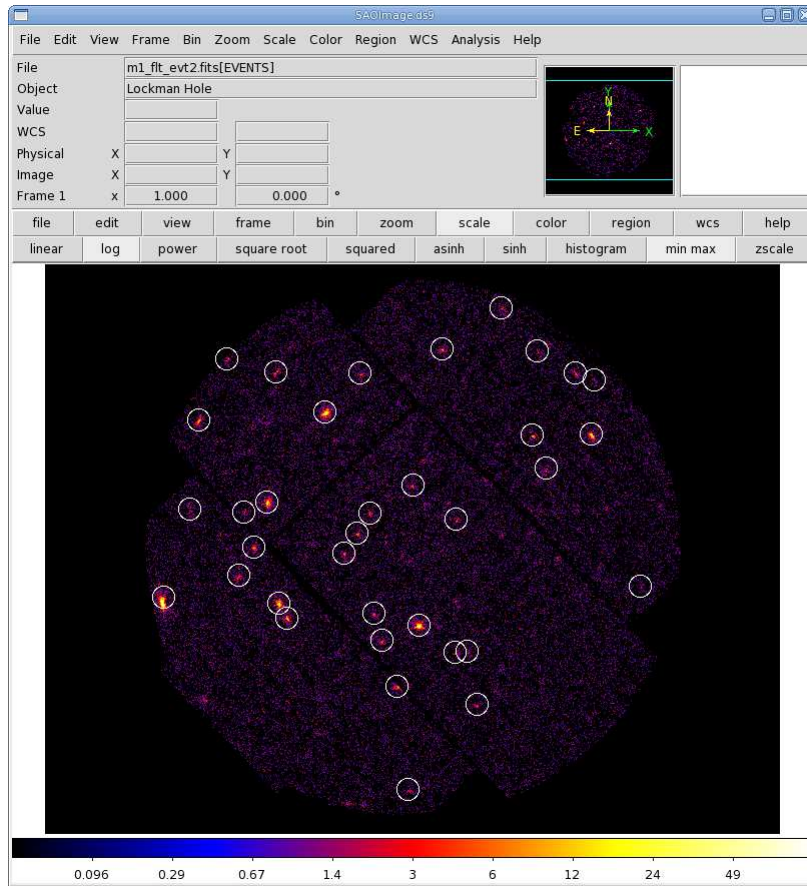 SAOImage ds9
File Edit View Frame Bin Zoom Scale Color Region WCS Analysis Help
File m1_flt_evt2.fits[EVENTS]
Object Lockman Hole
Value
WCS
Physical X Y
Image X Y
Frame 1 x 1.000 0.000 °
Y
N
E X
file edit view frame bin zoom scale color region wcs help
linear log power square root squared asinh sinh histogram min max zscale
0.096 0.29 0.67 1.4 3 6 12 24 49